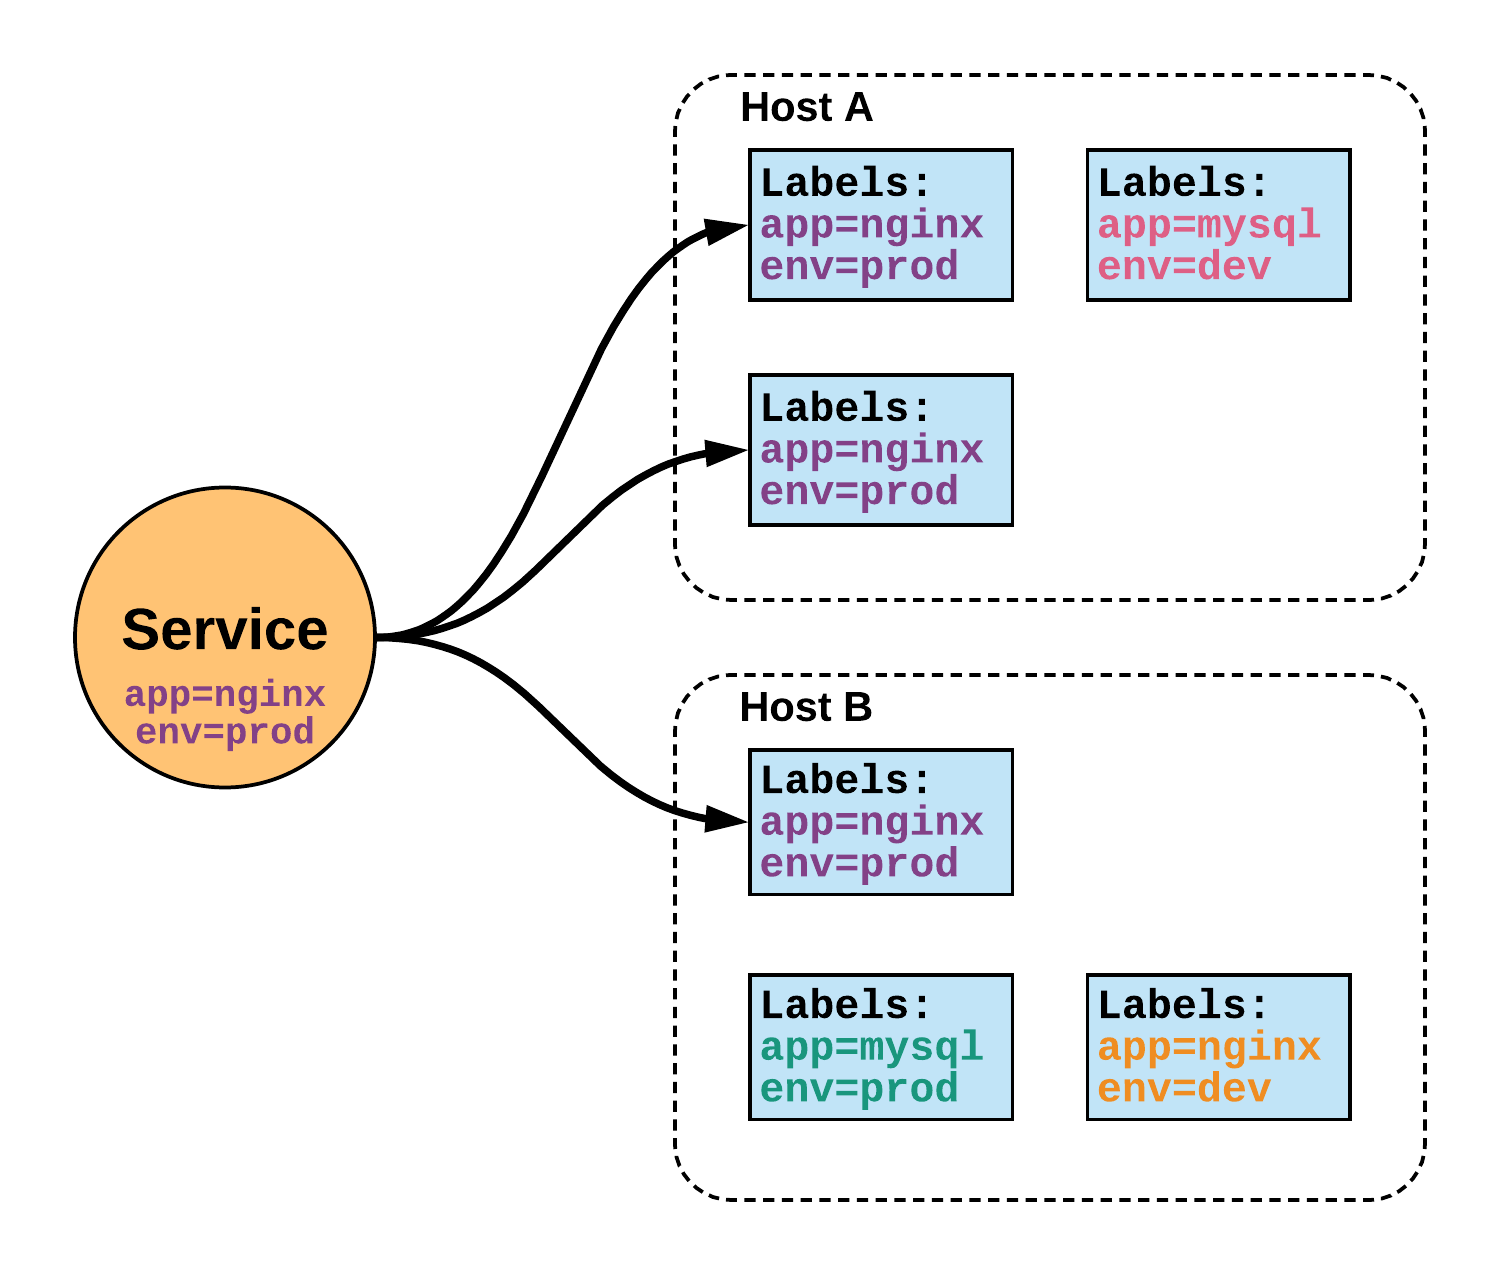 Host A
Labels:
app=nginx
env=prod
Labels:
app=mysql
env=dev
Labels:
app=nginx
env=prod
Service
app=nginx
env=prod
Host B
Labels:
app=nginx
env=prod
Labels:
app=mysql
env=prod
Labels:
app=nginx
env=dev